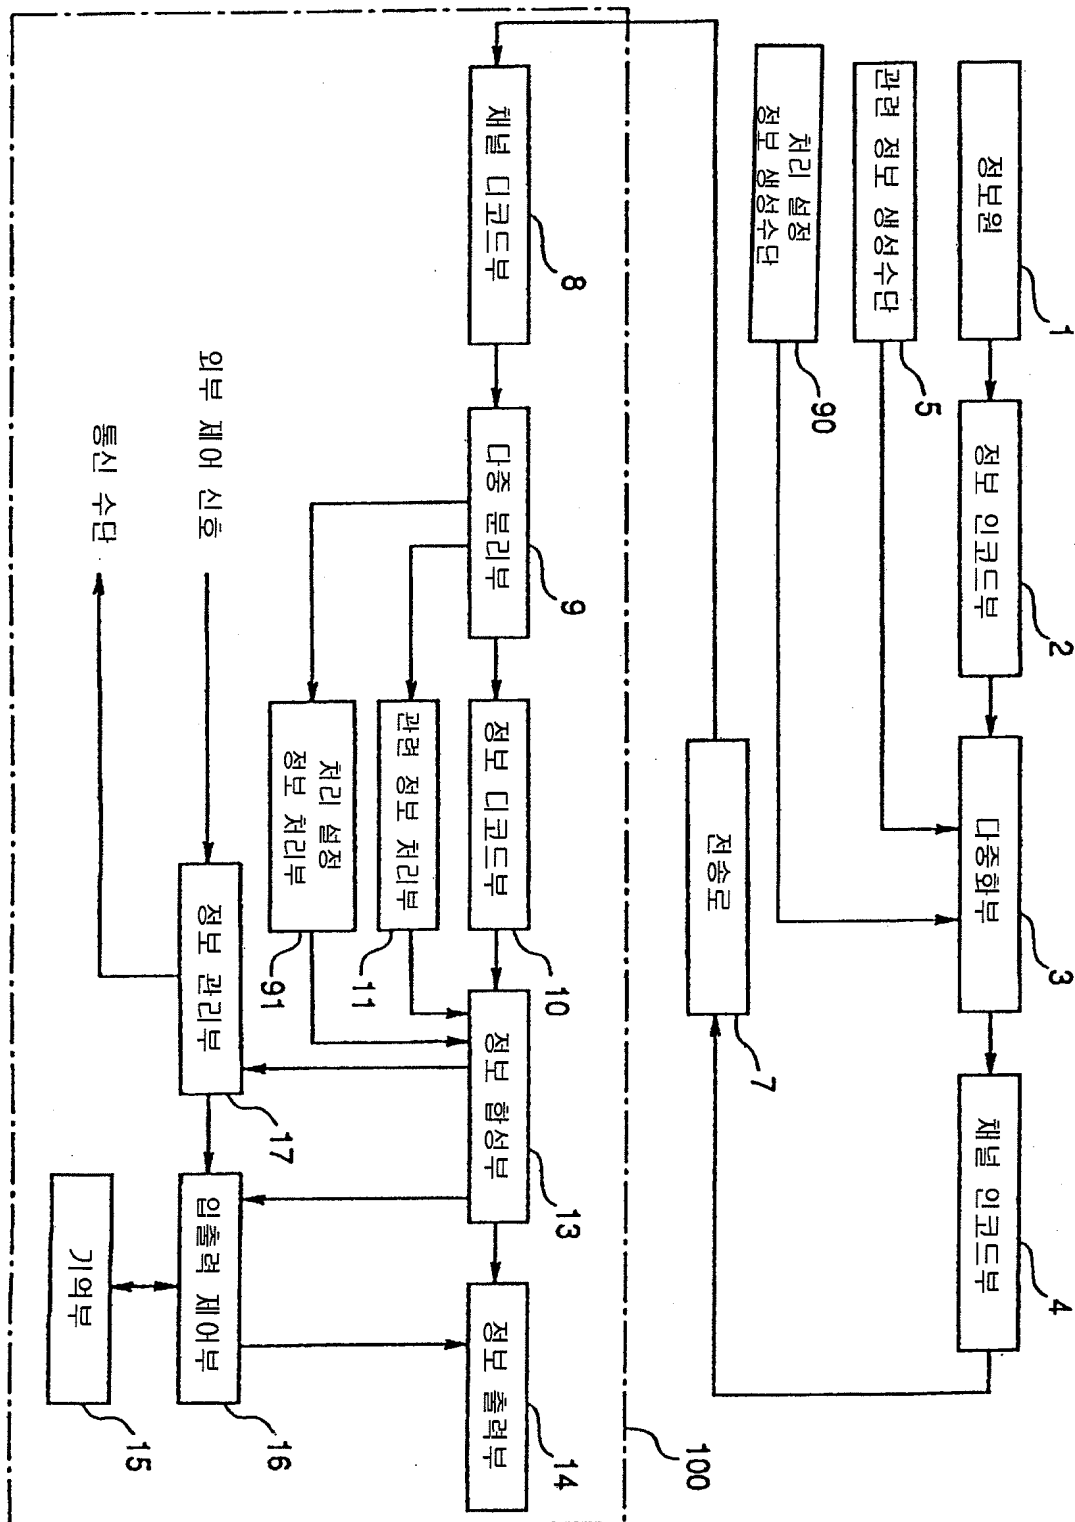 정보원
1
정보 인코드부
2
다중화부
3
채널 인코드부
4
관련 정보 생성수단
5
처리 설정
정보 생성수단
90
전송로
7
100
채널 디코드부
8
다중 분리부
9
정보 디코드부
10
정보 합성부
13
정보 출력부
14
관련 정보 처리부
11
처리 설정
정보 처리부
91
외부 제어 신호
정보 관리부
17
입출력 제어부
16
통신 수단
기억부
15